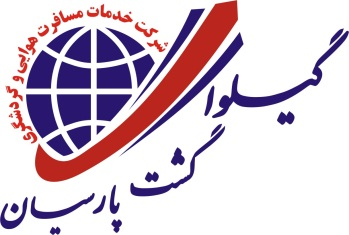 شرکت خدمات مسافرت هوایی و گردشگری
گیلوا
گشت پارسیان